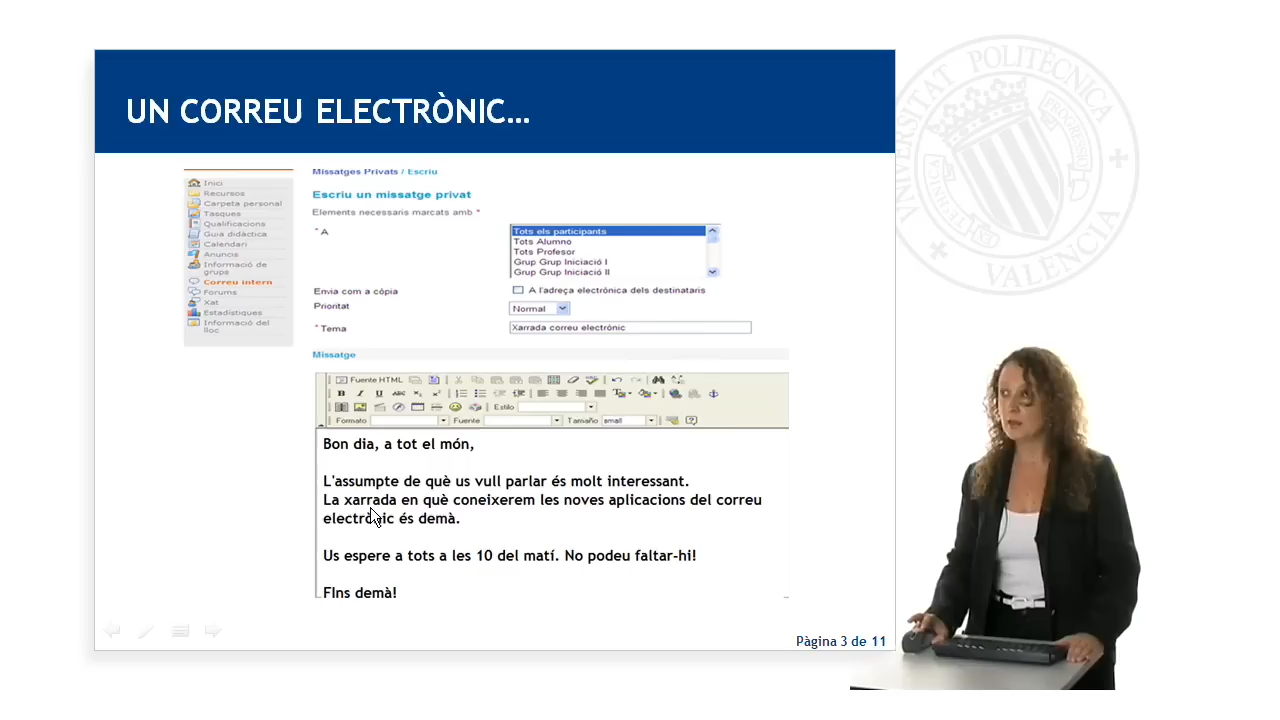 UN CORREU ELECTRÒNIC...
UNIVERSITAT POLITÈCNICA
DE VALÈNCIA
Inici
Recursos
Carpeta personal
Tasques
Qualificacions
Guia didàctica
Calendari
Anuncis
Informació de
grups
Correu intern
Fòrums
Xat
Estadístiques
Informació del
lloc
Missatges Privats / Escriu
Escriu un missatge privat
Elements necessaris marcats amb *
* A
Tots els participants
Tots Alumno
Tots Profesor
Grup Grup Iniciació I
Grup Grup Iniciació II
Envia com a còpia
A l'adreça electrònica dels destinataris
Prioritat
Normal
* Tema
Xarrada correu electrònic
Missatge
Fuente HTML
Estilo
Formato
Fuente
Tamaño
small
Bon dia, a tot el món,
L'assumpte de què us vull parlar és molt interessant.
La xarrada en què coneixerem les noves aplicacions del correu
electrònic és demà.
Us espere a tots a les 10 del matí. No podeu faltar-hi!
FIns demà!
Pàgina 3 de 11